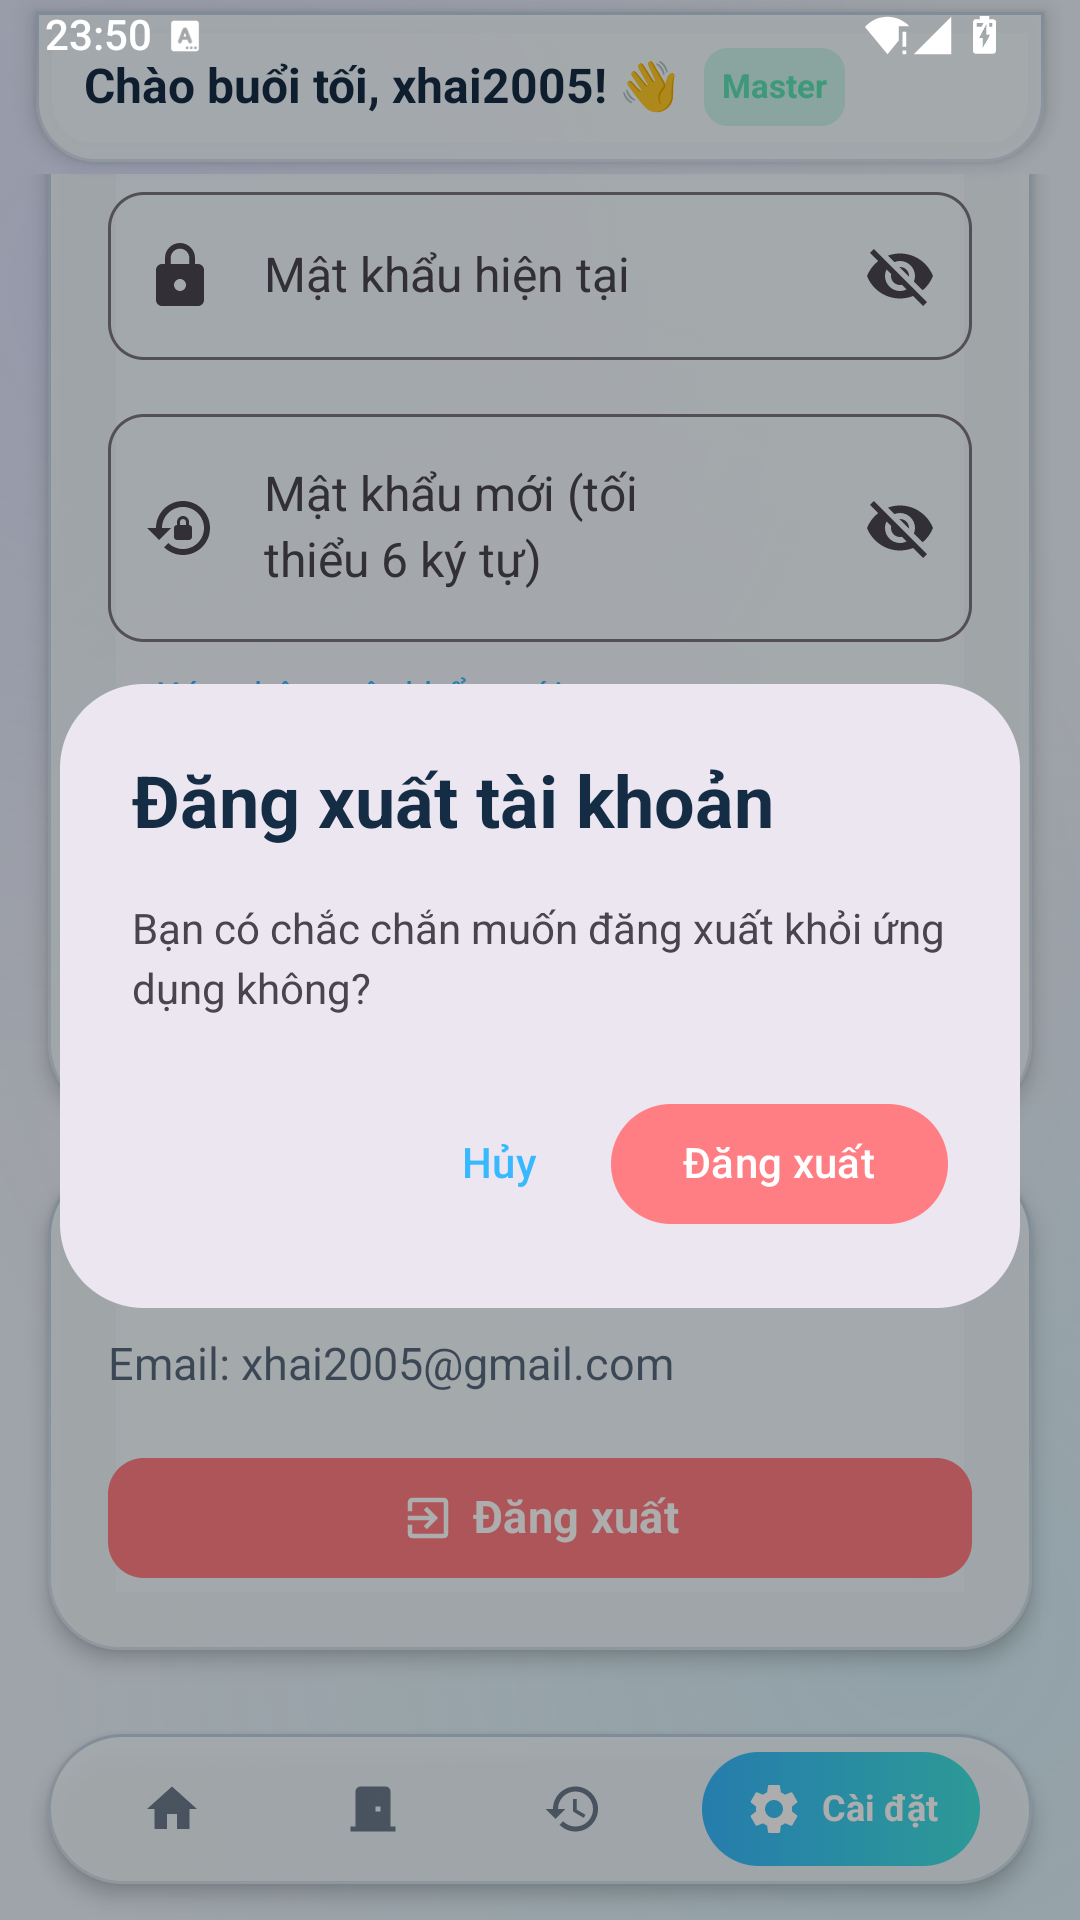 23:50
Chào buổi tối, xhai2005! 👋 Master
Mật khẩu hiện tại
Mật khẩu mới (tối
thiểu 6 ký tự)
Đăng xuất tài khoản
Bạn có chắc chắn muốn đăng xuất khỏi ứng
dụng không?
Hủy Đăng xuất
Email: xhai2005@gmail.com
Đăng xuất
Cài đặt